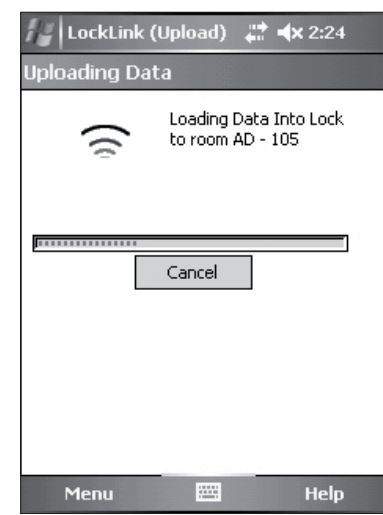 LockLink (Upload) 2:24
Uploading Data
Loading Data Into Lock
to room AD - 105
Cancel
Menu Help